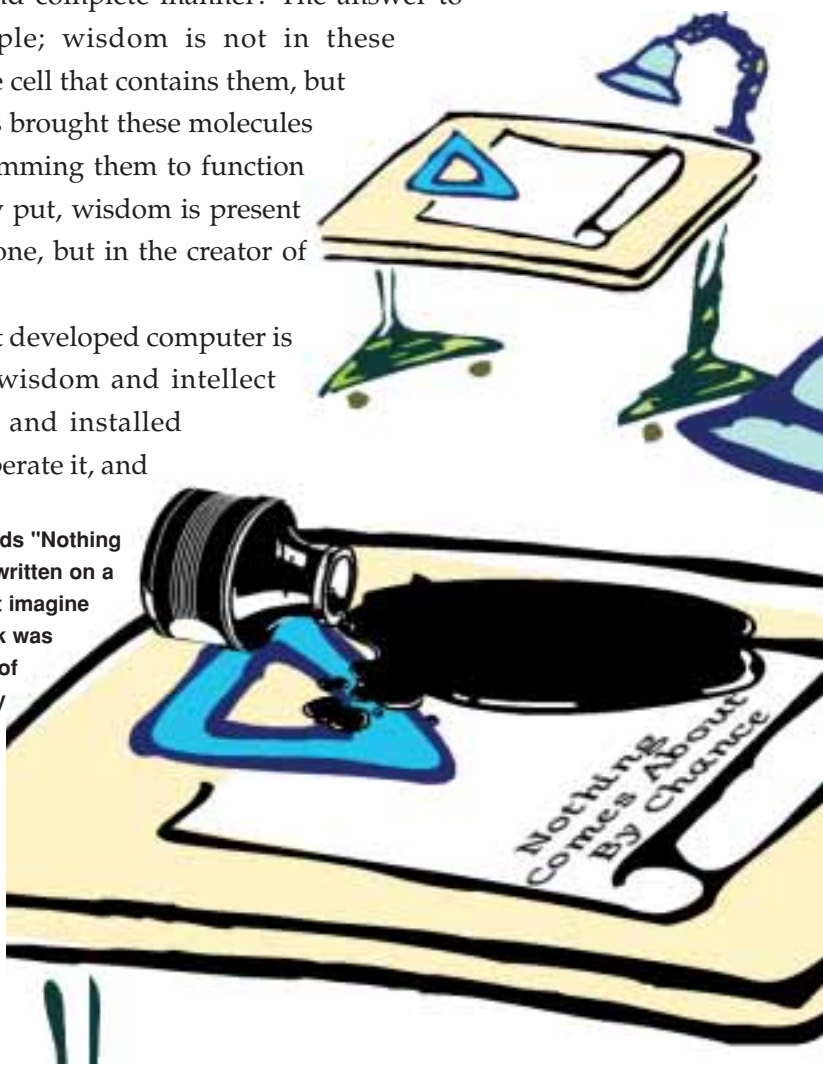 and complete manner? The answer to
ple; wisdom is not in these
e cell that contains them, but
s brought these molecules
mming them to function
y put, wisdom is present
one, but in the creator of
t developed computer is
wisdom and intellect
and installed
perate it, and
ds "Nothing
written on a
t imagine
k was
of
y
Nothing
Comes About
By Chance